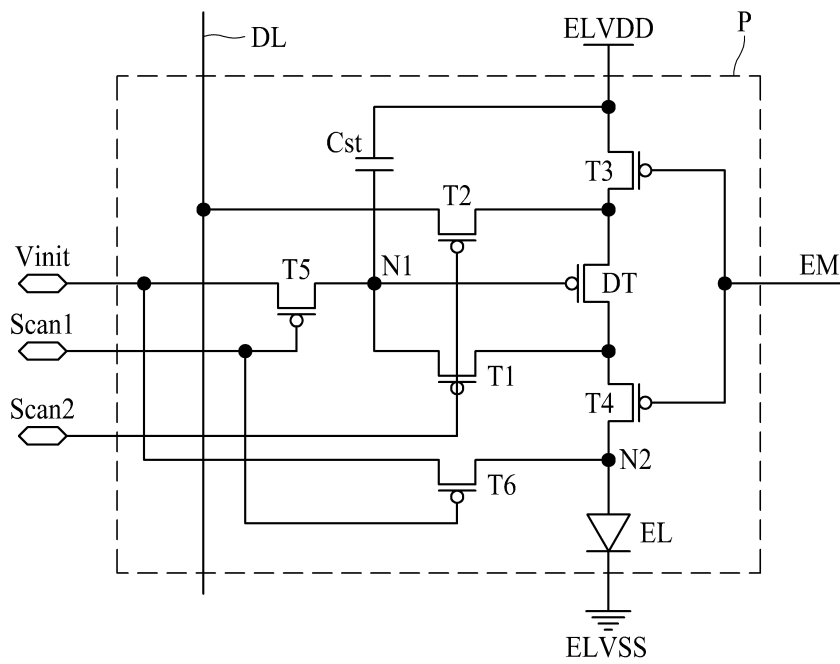 DL
ELVDD
P
Cst
T3
T2
Vinit
T5
N1
DT
EM
Scan1
T1
T4
Scan2
N2
T6
EL
ELVSS